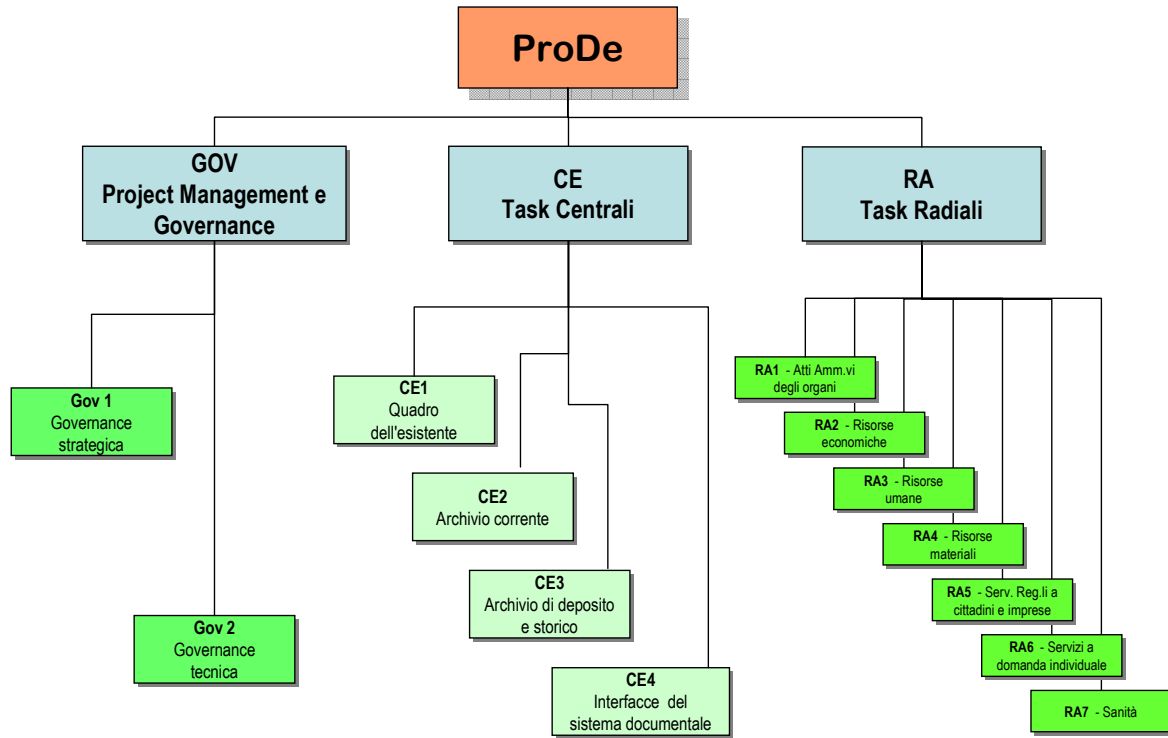 ProDe
GOV
Project Management e
Governance
CE
Task Centrali
RA
Task Radiali
Gov 1
Governance
strategica
Gov 2
Governance
tecnica
CE1
Quadro
dell'esistente
CE2
Archivio corrente
CE3
Archivio di deposito
e storico
CE4
Interfacce del
sistema documentale
RA1 - Atti Amm.vi
degli organi
RA2 - Risorse
economiche
RA3 - Risorse
umane
RA4 - Risorse
materiali
RA5 - Serv. Reg.li a
cittadini e imprese
RA6 - Servizi a
domanda individuale
RA7 - Sanità